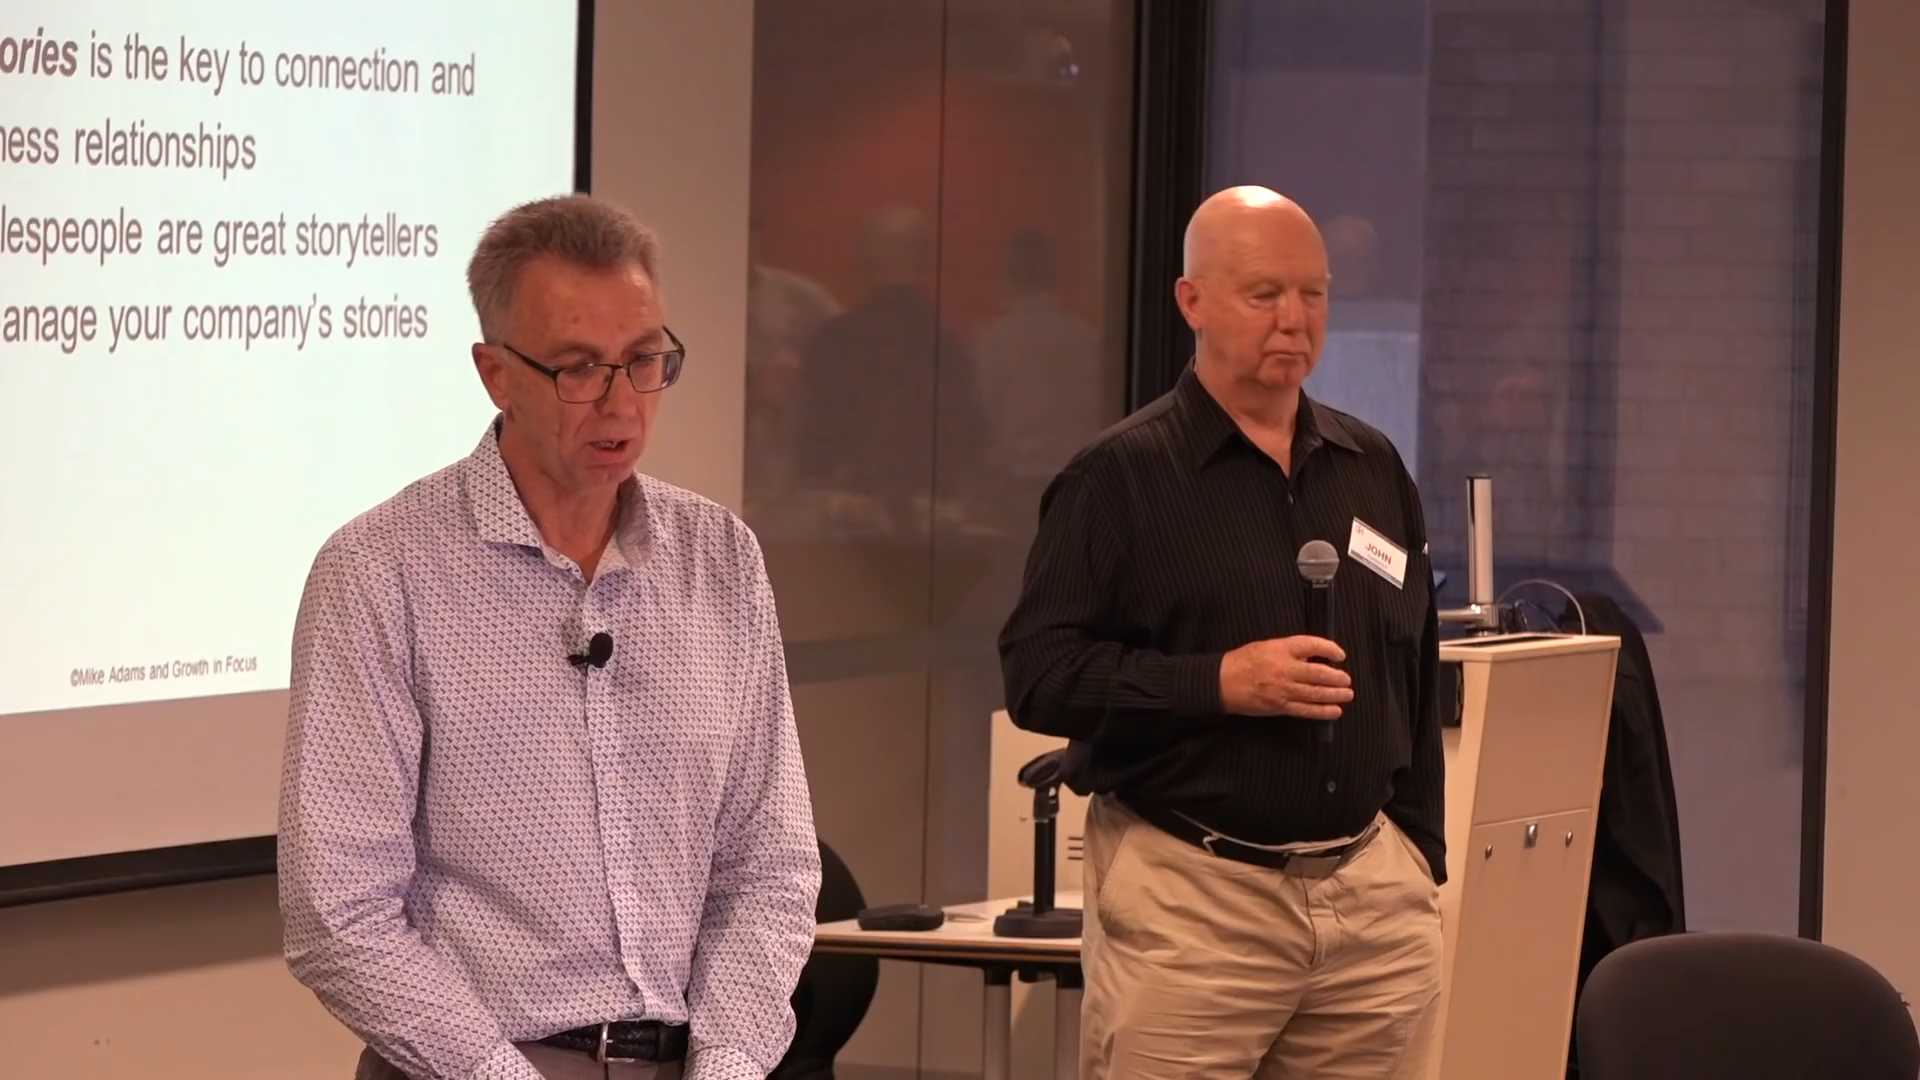 ories is the key to connection and
ness relationships
lespeople are great storytellers
anage your company's stories
©Mike Adams and Growth in Focus
JOHN